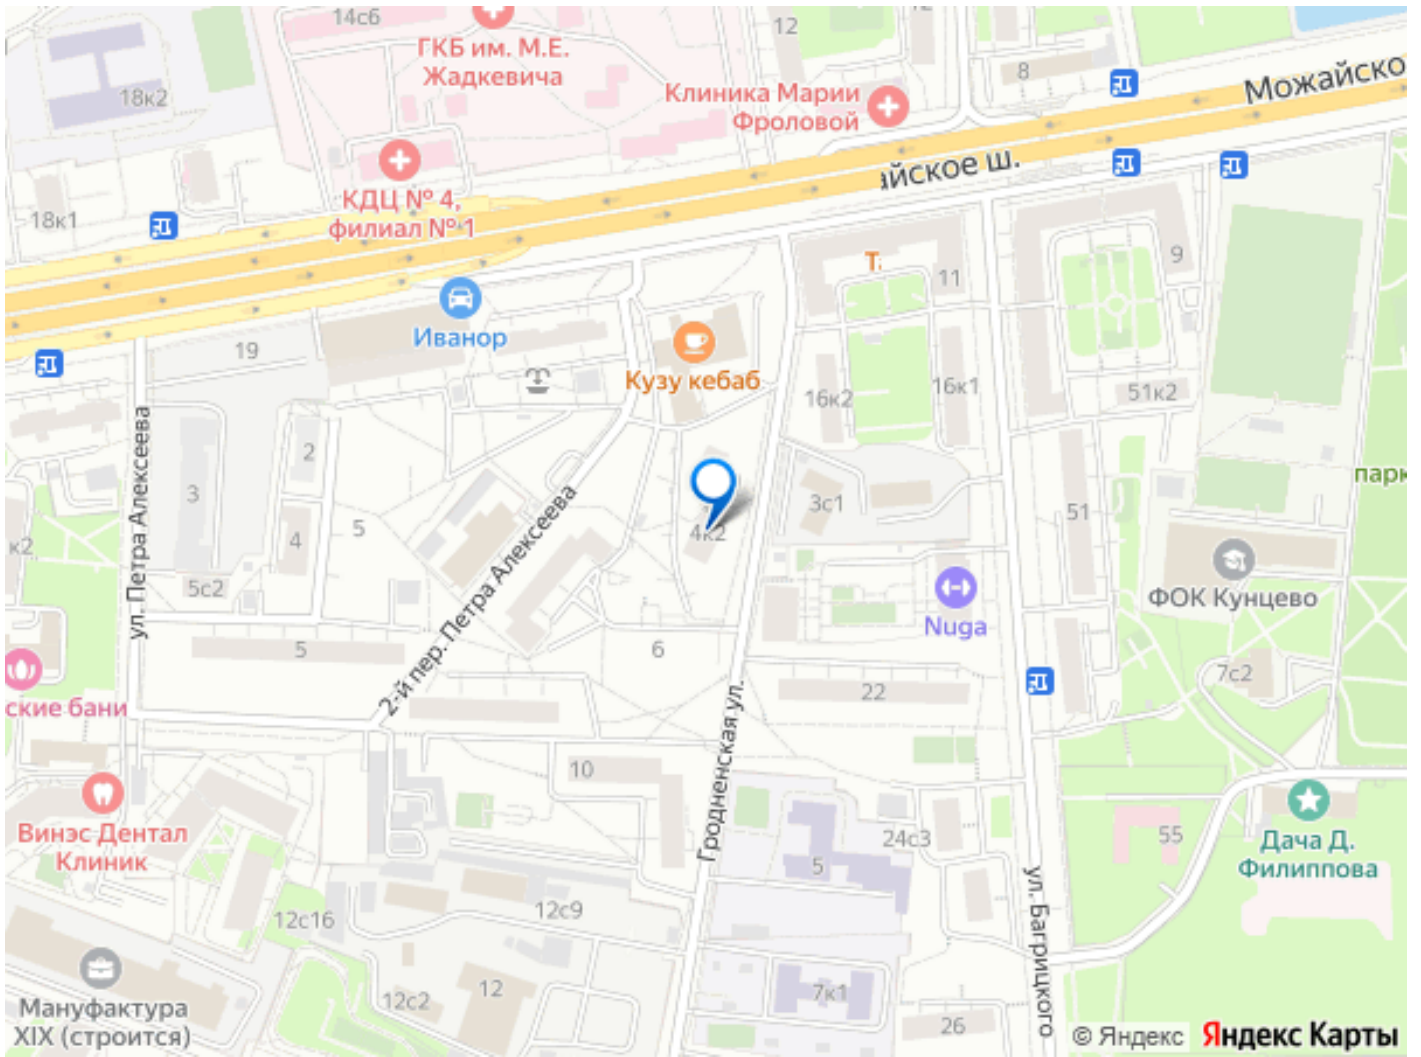 14с6
12
ГКБ им. М.Е.
Жадкевича
8
Можайско
18к2
Клиника Марии
Фроловой
айское ш.
КДЦ № 4,
филиал № 1
18к1
9
11
Иванор
19
Кузу кебаб
16к2
16к1
51к2
ул. Петра Алексеева
2
3
5
4
парк
3с1
51
4к2
к2
5с2
2-й пер. Петра Алексеева
ФОК Кунцево
Nuga
5
6
7с2
ские бани
22
Гродненская ул.
10
Винэс Дентал
Клиник
24с3
55
Дача Д.
Филиппова
5
ул. Багрицкого
12с16
12с9
12
12с2
7к1
26
Мануфактура
XIX (строится)
© Яндекс Яндекс Карты